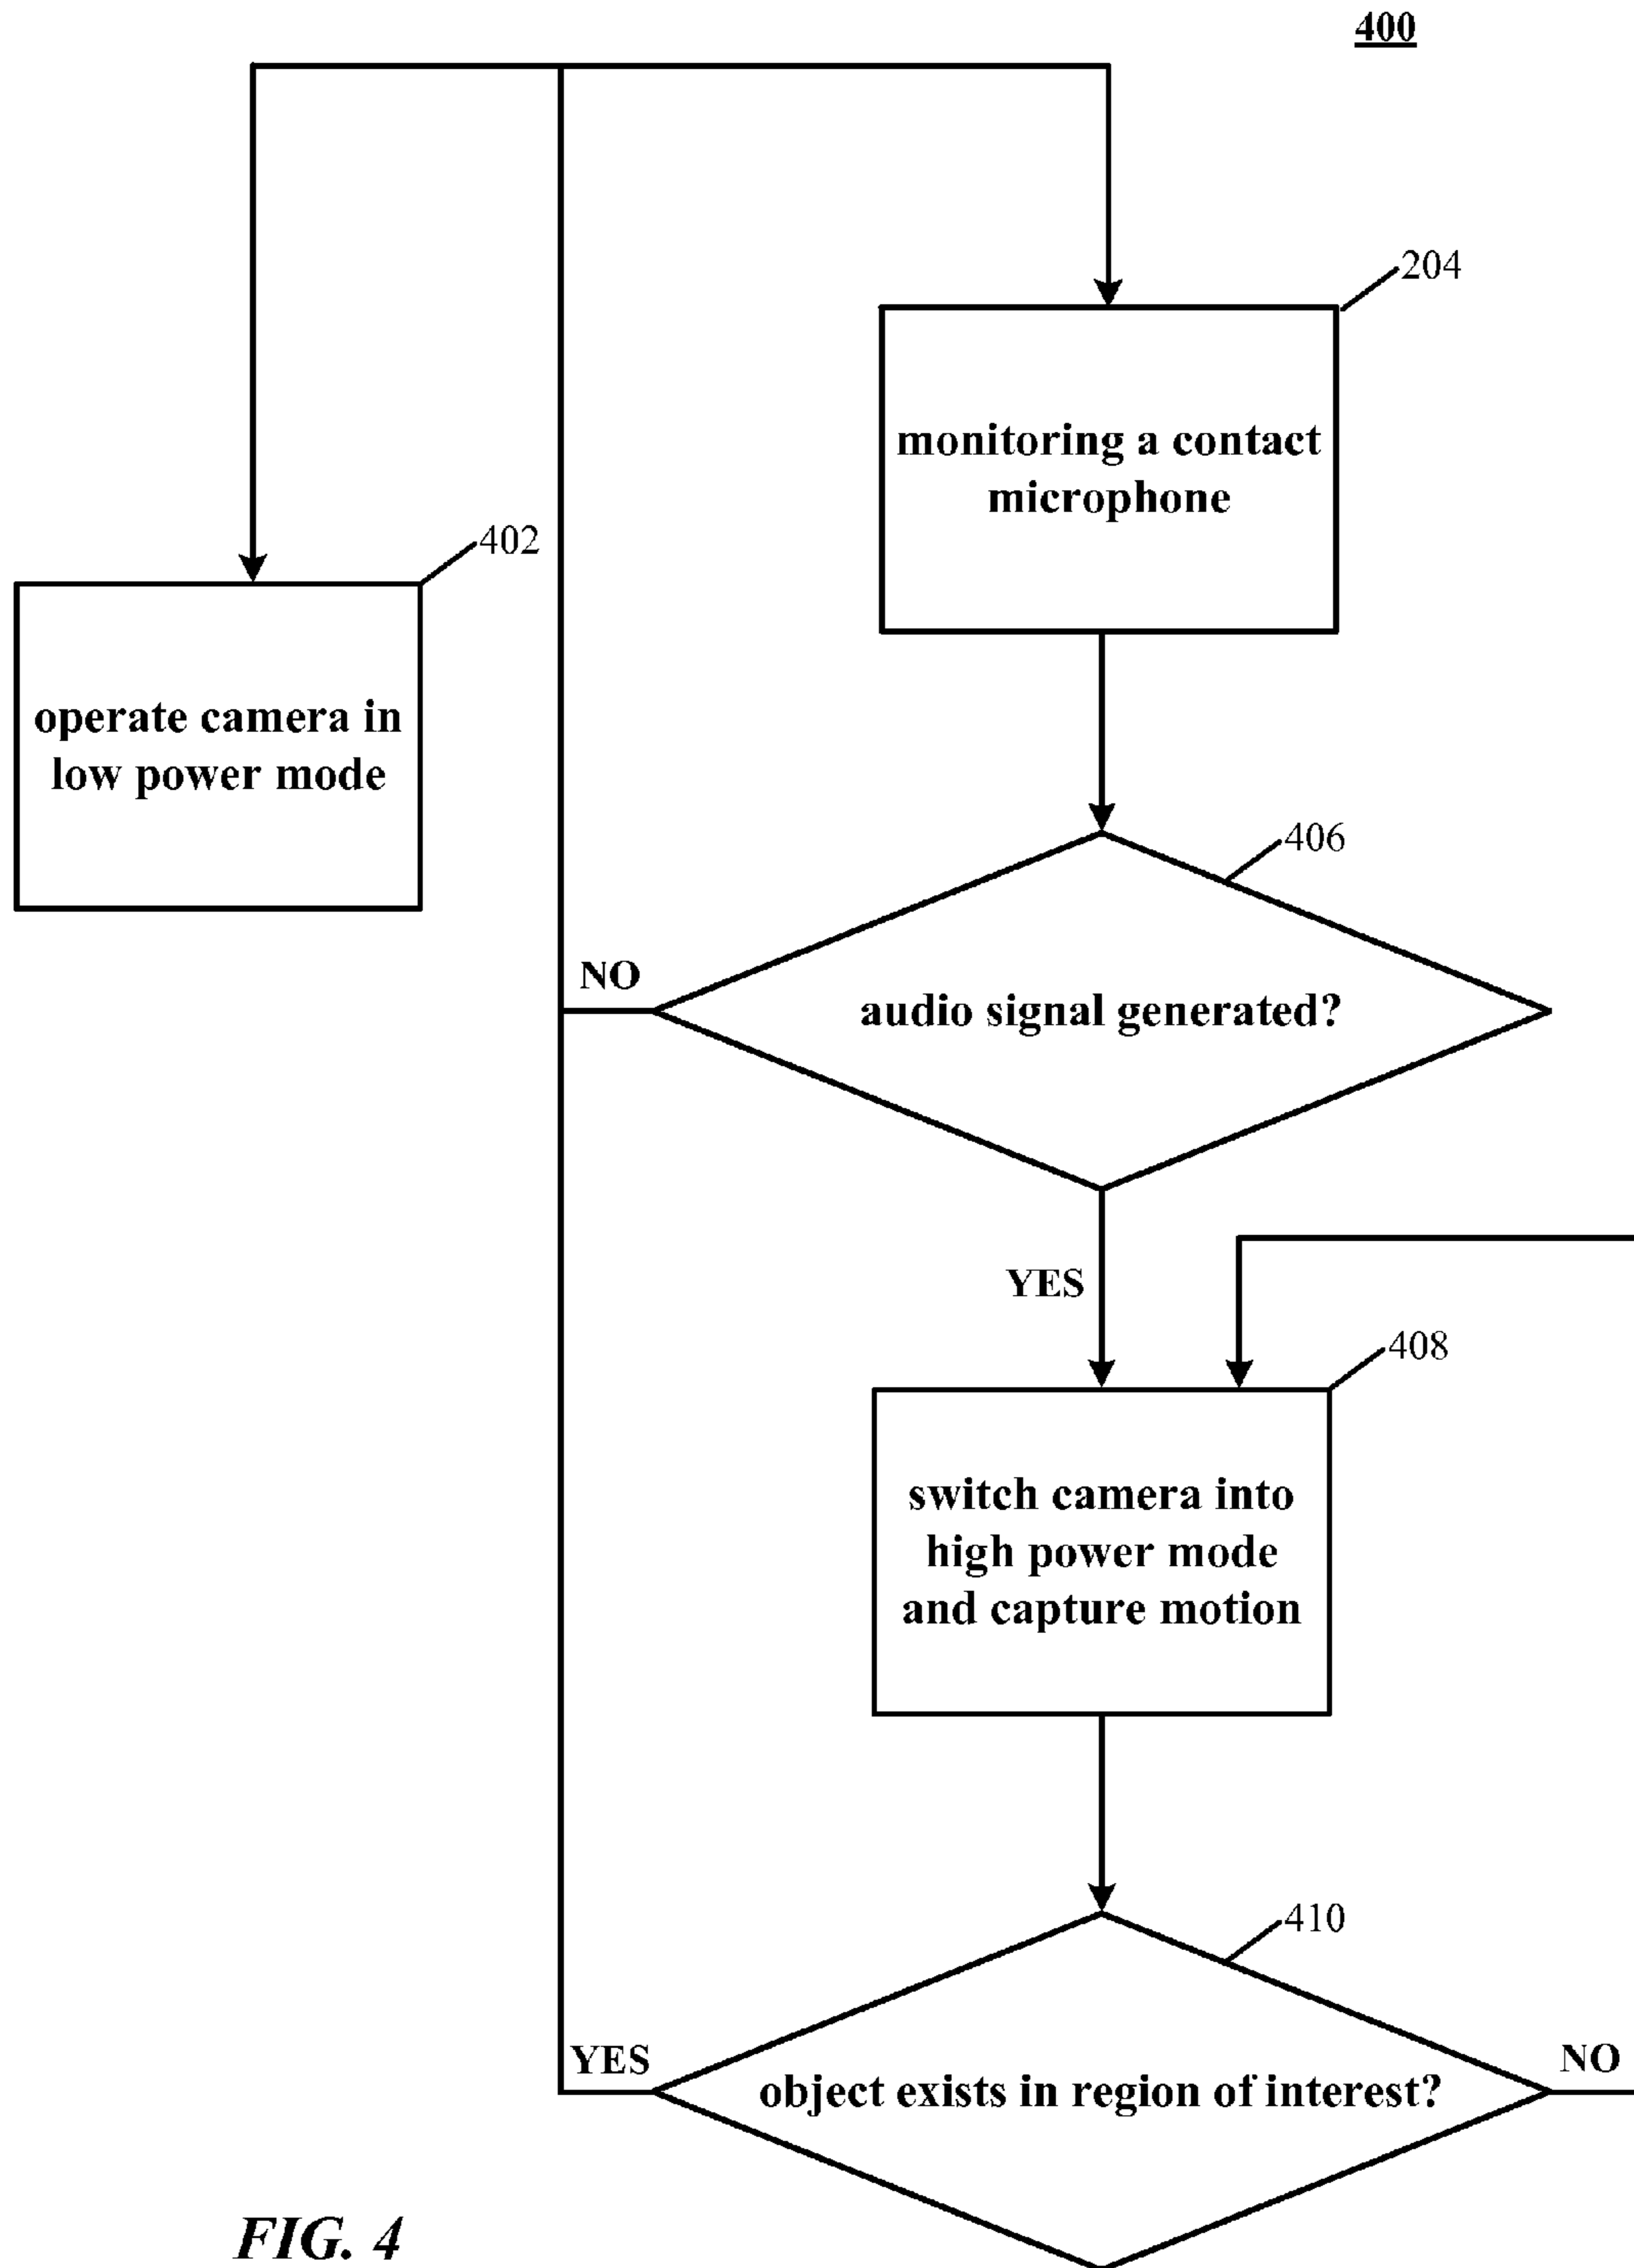 400
204
monitoring a contact
microphone
402
operate camera in
low power mode
406
NO
audio signal generated?
YES
408
switch camera into
high power mode
and capture motion
410
YES
NO
object exists in region of interest?
FIG. 4